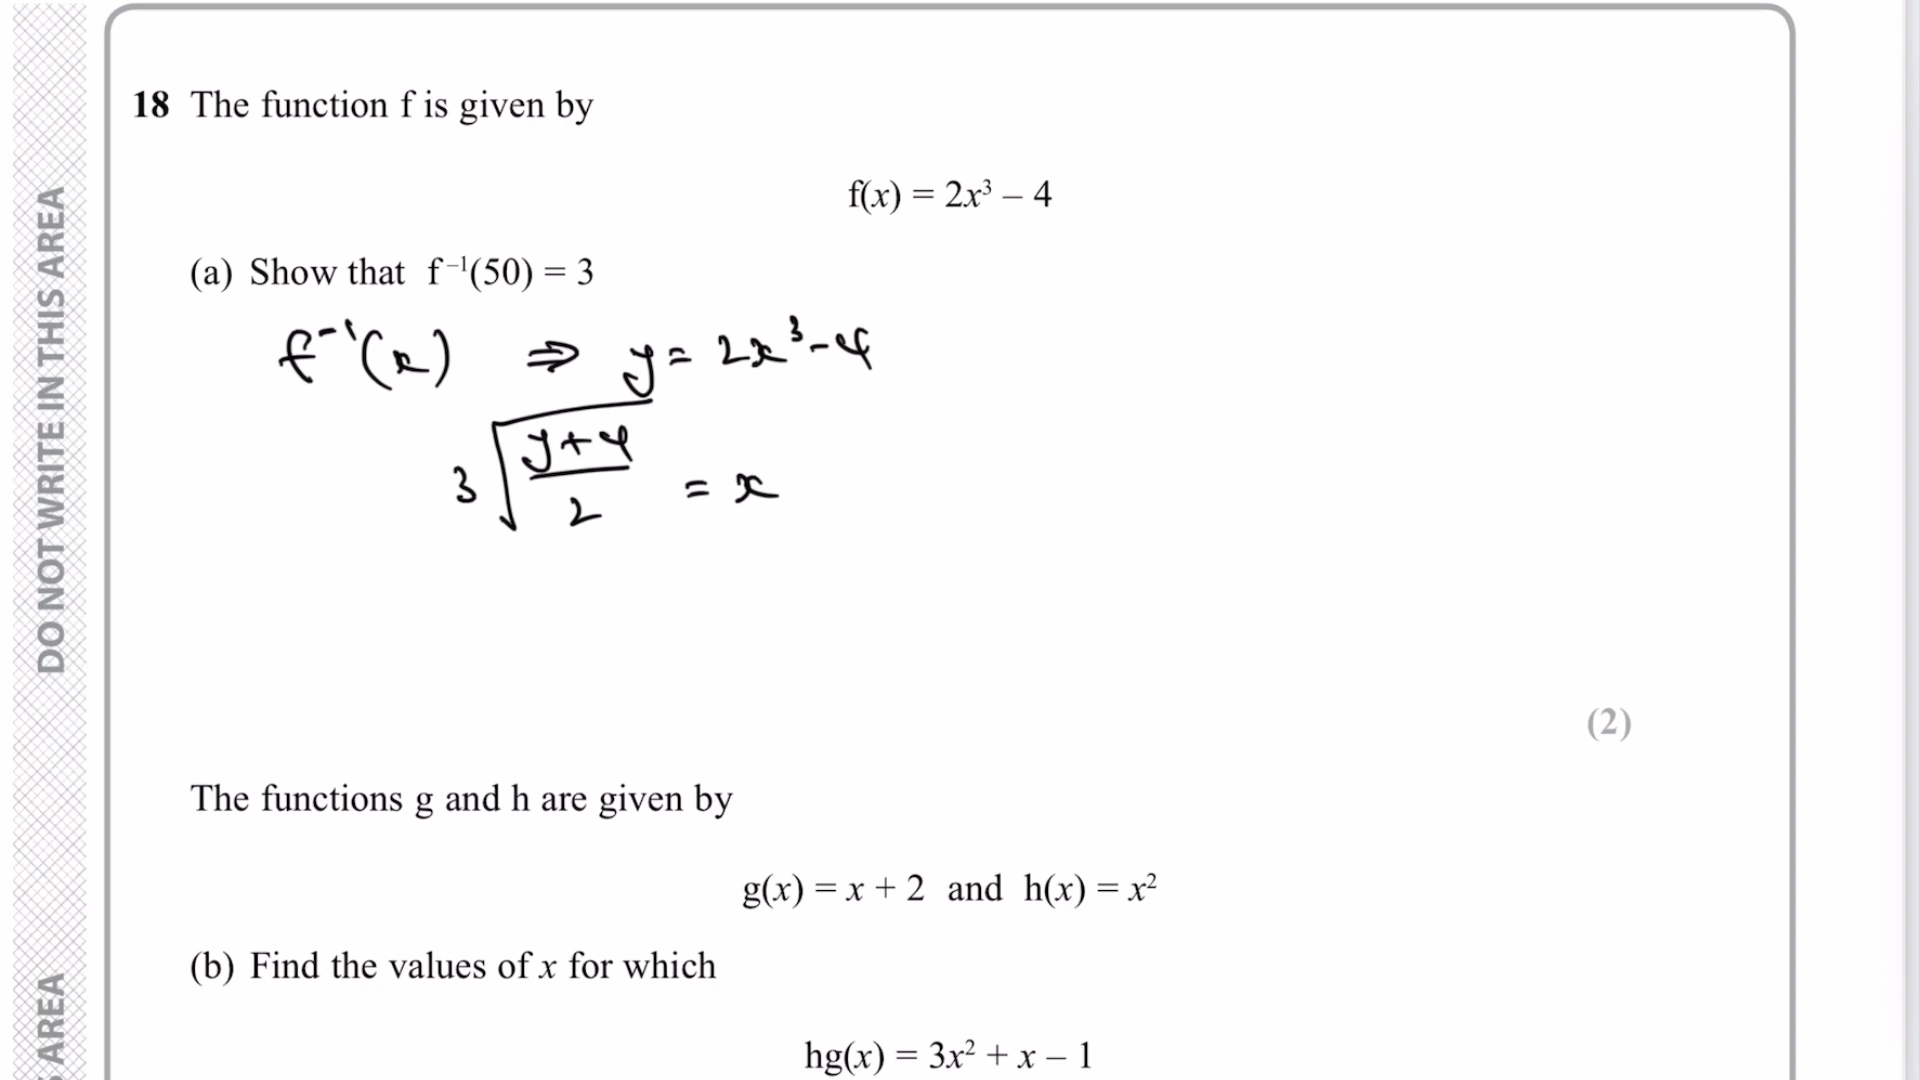 DO NOT WRITE IN THIS AREA
AREA
18 The function f is given by
f(x) = 2x³ – 4
(a) Show that f⁻¹(50) = 3
f⁻¹(x) ⇒ y = 2x³ - 4
∛((y+4)/2) = x
(2)
The functions g and h are given by
g(x) = x + 2 and h(x) = x²
(b) Find the values of x for which
hg(x) = 3x² + x – 1